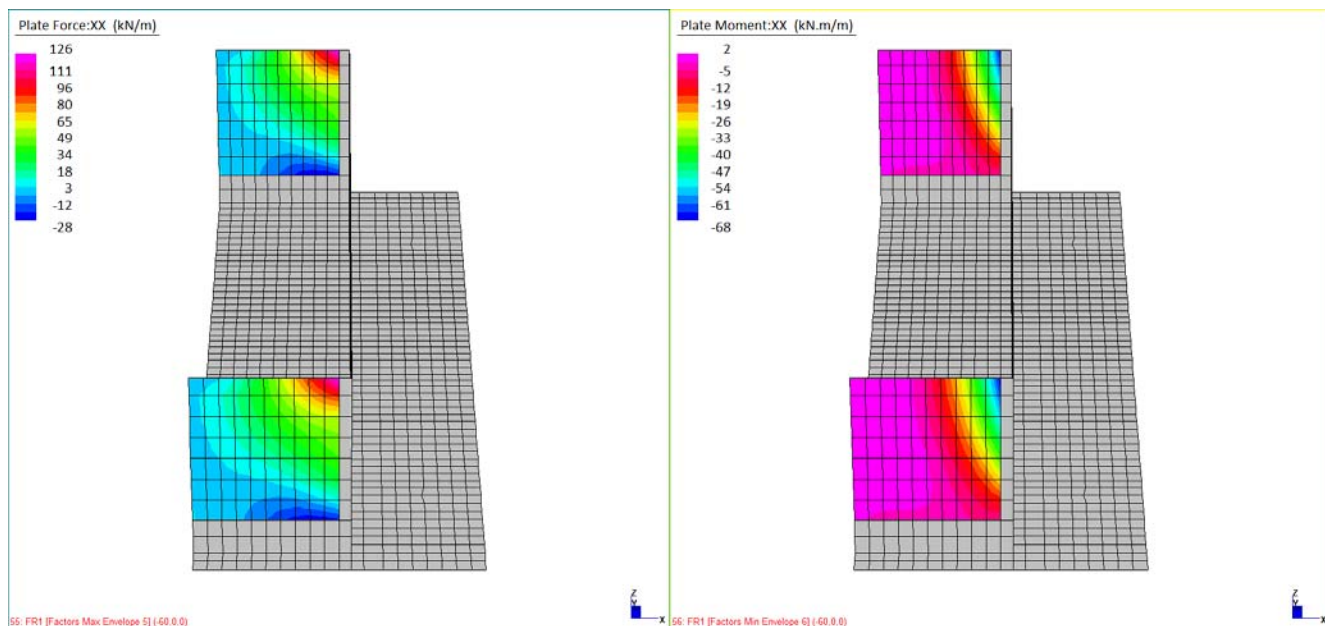 Plate Force:XX (kN/m)
126
111
96
80
65
49
34
18
3
-12
-28
Z
Y
X
55: FR1 [Factors Max Envelope 5] (-60.0.0)
Plate Moment:XX (kN.m/m)
2
-5
-12
-19
-26
-33
-40
-47
-54
-61
-68
Z
Y
X
56: FR1 [Factors Min Envelope 6] (-60.0.0)